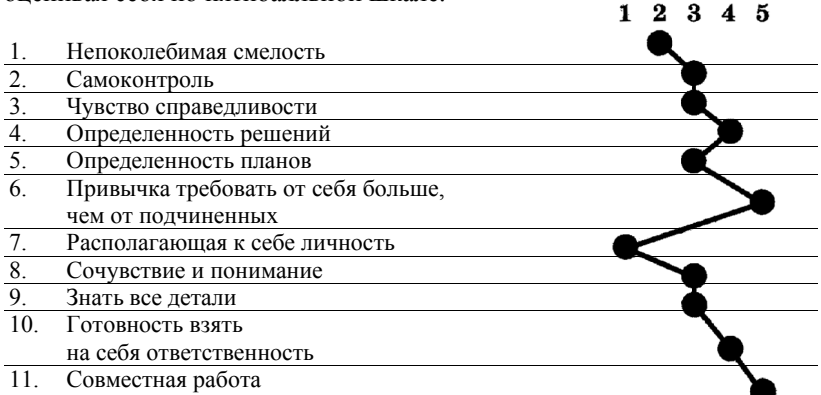 оценивая себя по пятибалльной шкале.
1 2 3 4 5
1. Непоколебимая смелость
2. Самоконтроль
3. Чувство справедливости
4. Определенность решений
5. Определенность планов
6. Привычка требовать от себя больше,
чем от подчиненных
7. Располагающая к себе личность
8. Сочувствие и понимание
9. Знать все детали
10. Готовность взять
на себя ответственность
11. Совместная работа